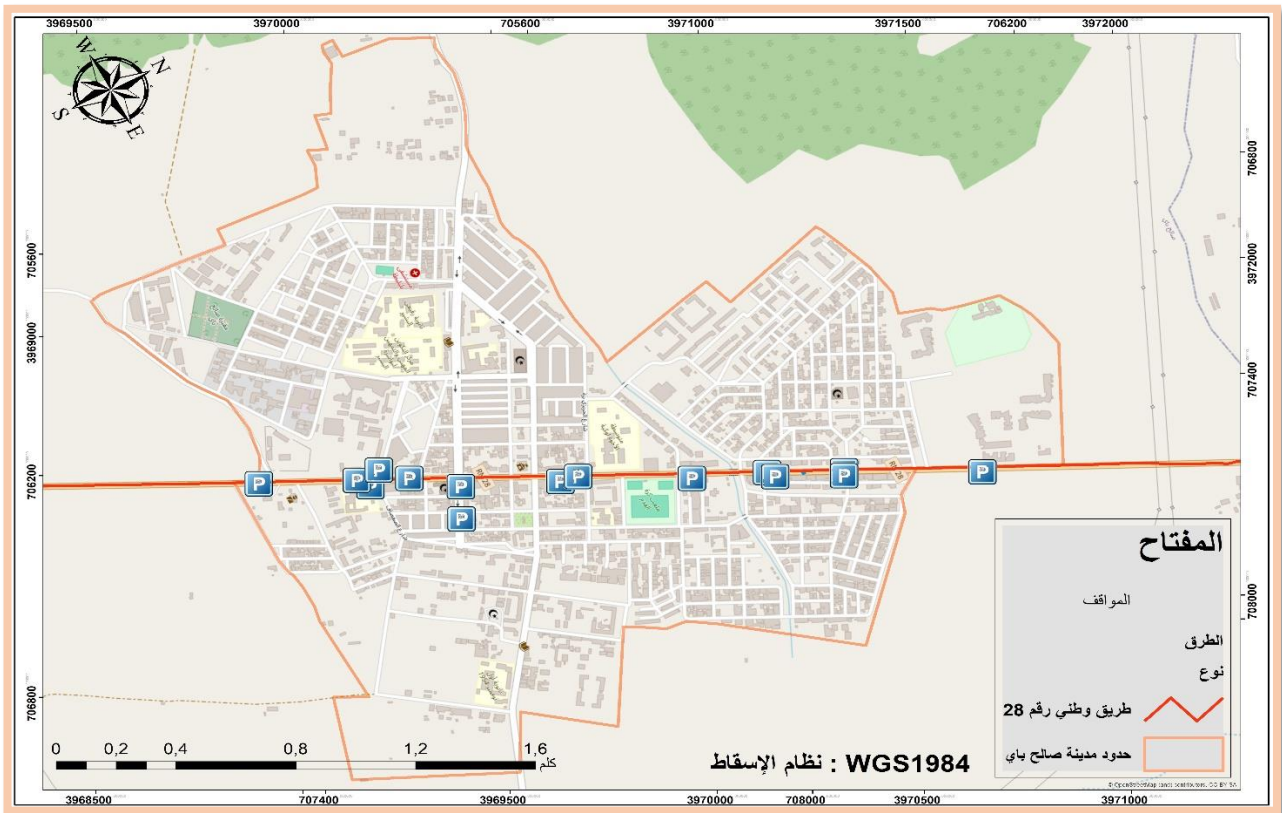 3969500 3970000 705600 3971000 3971500 706200 3972000
W
N
S
E
706800
705600
3972000
3969000
707400
706200
RN 28
RN 28
المفتاح
المواقف
708000
الطرق
نوع
706800
طريق وطني رقم 28
حدود مدينة صالح باي
0 0,2 0,4 0,8 1,2 1,6
كلم
نظام الإسقاط : WGS1984
3968500 707400 3969500 3970000 708000 3970500 3971000